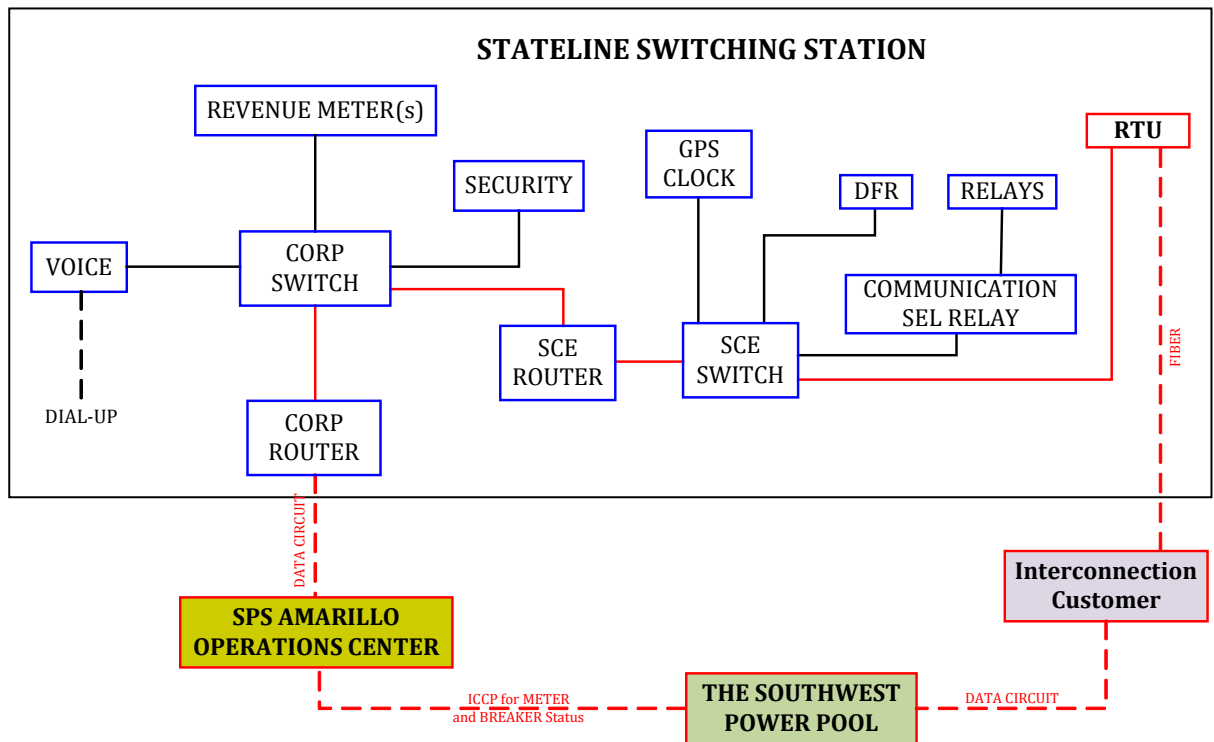 STATELINE SWITCHING STATION
REVENUE METER(s)
RTU
GPS
CLOCK
SECURITY
DFR
RELAYS
VOICE
CORP
SWITCH
COMMUNICATION
SEL RELAY
SCE
ROUTER
SCE
SWITCH
FIBER
DIAL-UP
CORP
ROUTER
DATA CIRCUIT
Interconnection
Customer
SPS AMARILLO
OPERATIONS CENTER
ICCP for METER
and BREAKER Status
THE SOUTHWEST
POWER POOL
DATA CIRCUIT